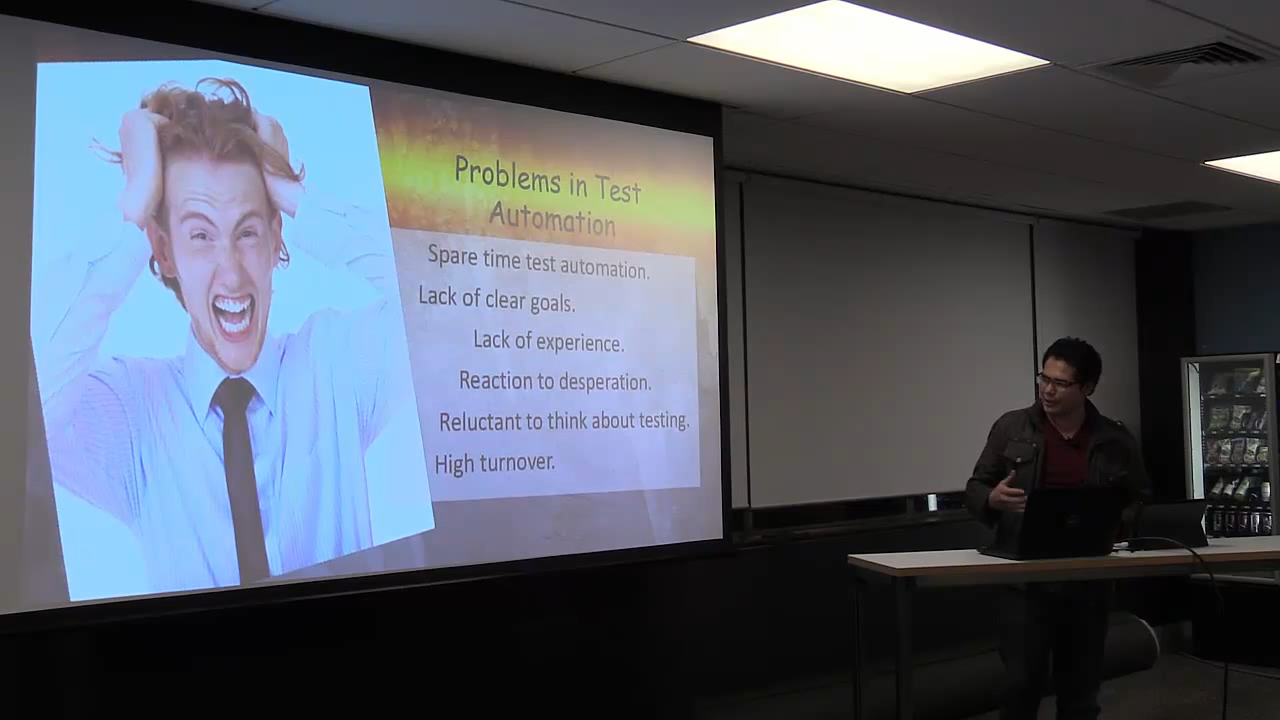 Problems in Test
Automation
Spare time test automation.
Lack of clear goals.
Lack of experience.
Reaction to desperation.
Reluctant to think about testing.
High turnover.